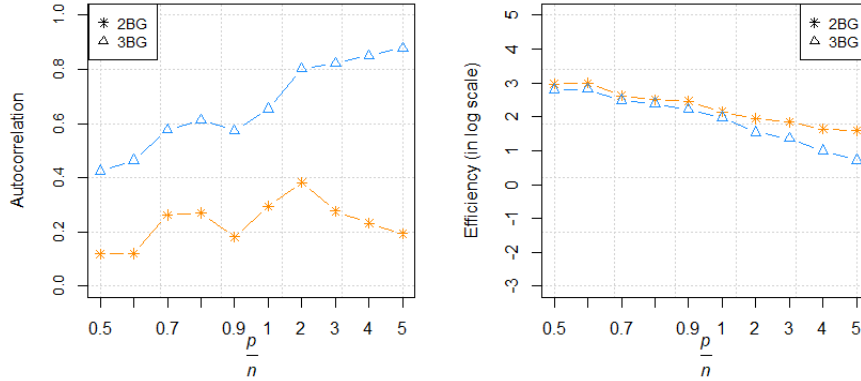 2BG
3BG
Autocorrelation
1.0
0.8
0.6
0.4
0.2
0.0
0.5 0.7 0.9 1 2 3 4 5
p
n
2BG
3BG
Efficiency (in log scale)
5
4
3
2
1
0
-1
-2
-3
0.5 0.7 0.9 1 2 3 4 5
p
n